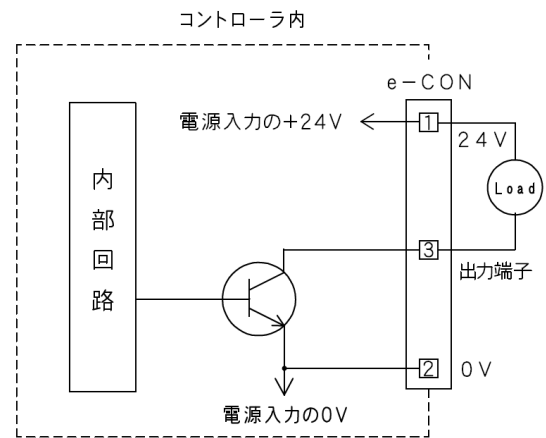 コントローラ内
e-CON
電源入力の+24V
1
24V
内部回路
Load
3
出力端子
2
0V
電源入力の0V